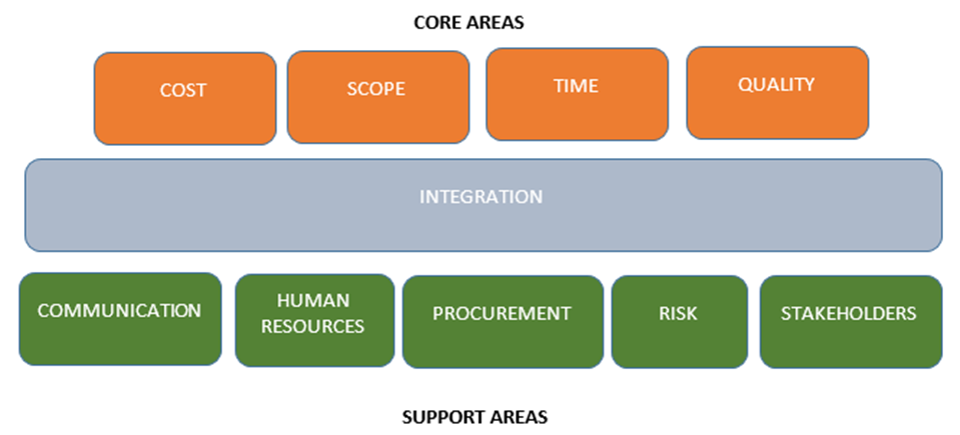 CORE AREAS
COST
SCOPE
TIME
QUALITY
INTEGRATION
COMMUNICATION
HUMAN
RESOURCES
PROCUREMENT
RISK
STAKEHOLDERS
SUPPORT AREAS